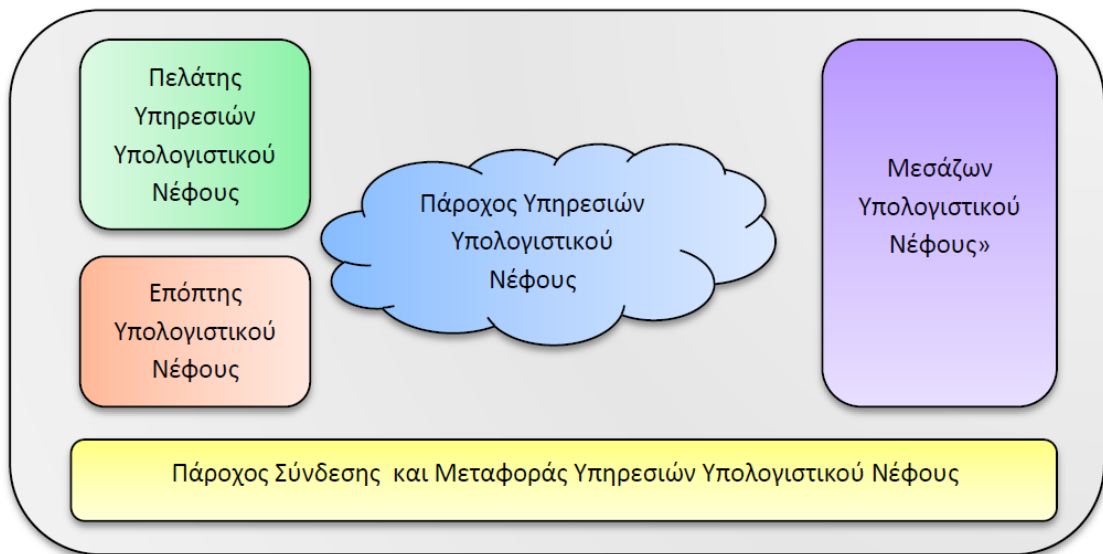 Πελάτης
Υπηρεσιών
Υπολογιστικού
Νέφους
Πάροχος Υπηρεσιών
Υπολογιστικού
Νέφους
Μεσάζων
Υπολογιστικού
Νέφους»
Επόπτης
Υπολογιστικού
Νέφους
Πάροχος Σύνδεσης και Μεταφοράς Υπηρεσιών Υπολογιστικού Νέφους